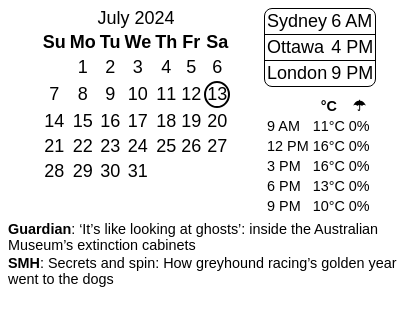 July 2024
Su Mo Tu We Th Fr Sa
1 2 3 4 5 6
7 8 9 10 11 12 13
14 15 16 17 18 19 20
21 22 23 24 25 26 27
28 29 30 31
Sydney 6 AM
Ottawa 4 PM
London 9 PM
°C ☂
9 AM 11°C 0%
12 PM 16°C 0%
3 PM 16°C 0%
6 PM 13°C 0%
9 PM 10°C 0%
Guardian: ‘It’s like looking at ghosts’: inside the Australian
Museum’s extinction cabinets
SMH: Secrets and spin: How greyhound racing’s golden year
went to the dogs